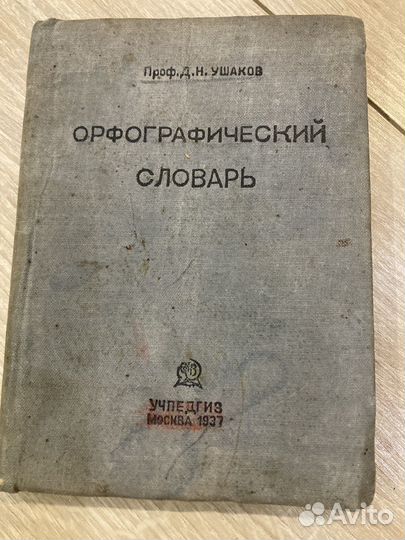 Проф. Д. Н. УШАКОВ
ОРФОГРАФИЧЕСКИЙ
СЛОВАРЬ
УЧПЕДГИЗ
МОСКВА 1937
Avito